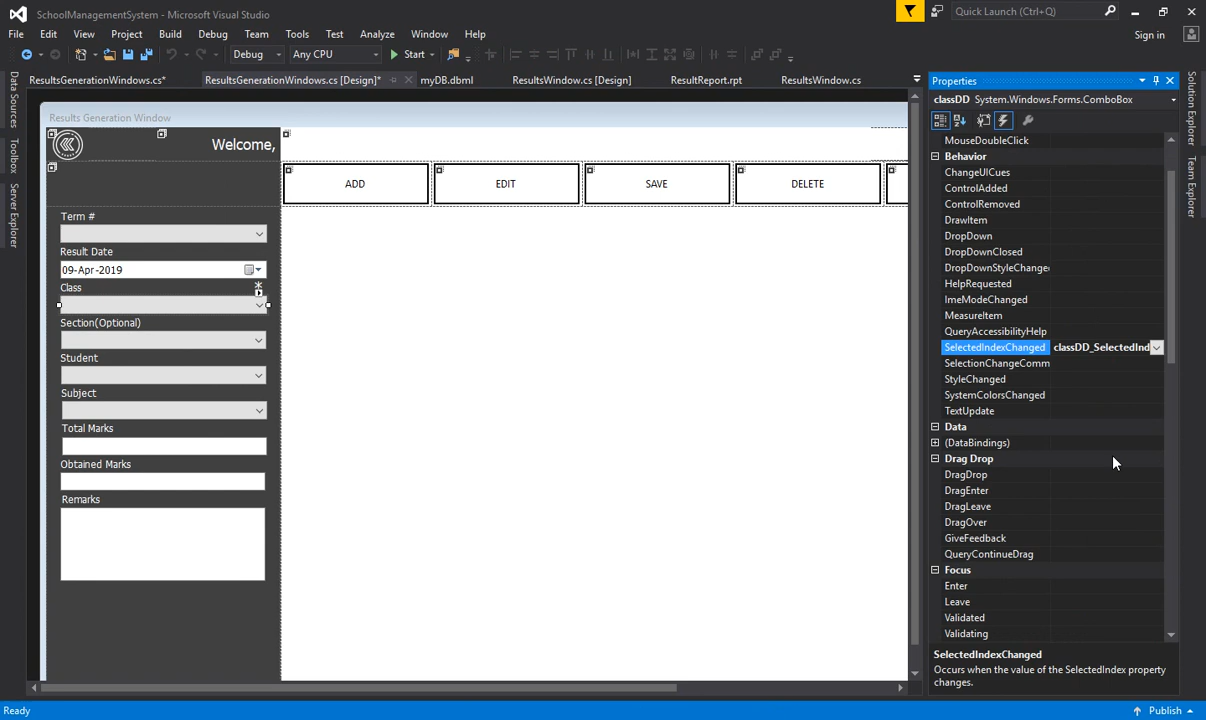 SchoolManagementSystem - Microsoft Visual Studio
Quick Launch (Ctrl+Q)
File Edit View Project Build Debug Team Tools Test Analyze Window Help
Sign in
Debug Any CPU Start
ResultsGenerationWindows.cs* ResultsGenerationWindows.cs [Design]* myDB.dbml ResultsWindow.cs [Design] ResultReport.rpt ResultsWindow.cs
Data Sources
Toolbox
Server Explorer
Results Generation Window
Welcome,
ADD EDIT SAVE DELETE
Term #
Result Date
09-Apr-2019
Class
Section(Optional)
Student
Subject
Total Marks
Obtained Marks
Remarks
Properties
classDD System.Windows.Forms.ComboBox
MouseDoubleClick
Behavior
ChangeUICues
ControlAdded
ControlRemoved
DrawItem
DropDown
DropDownClosed
DropDownStyleChange
HelpRequested
ImeModeChanged
MeasureItem
QueryAccessibilityHelp
SelectedIndexChanged classDD_SelectedInd
SelectionChangeComm
StyleChanged
SystemColorsChanged
TextUpdate
Data
(DataBindings)
Drag Drop
DragDrop
DragEnter
DragLeave
DragOver
GiveFeedback
QueryContinueDrag
Focus
Enter
Leave
Validated
Validating
SelectedIndexChanged
Occurs when the value of the SelectedIndex property
changes.
Solution Explorer
Team Explorer
Ready
Publish